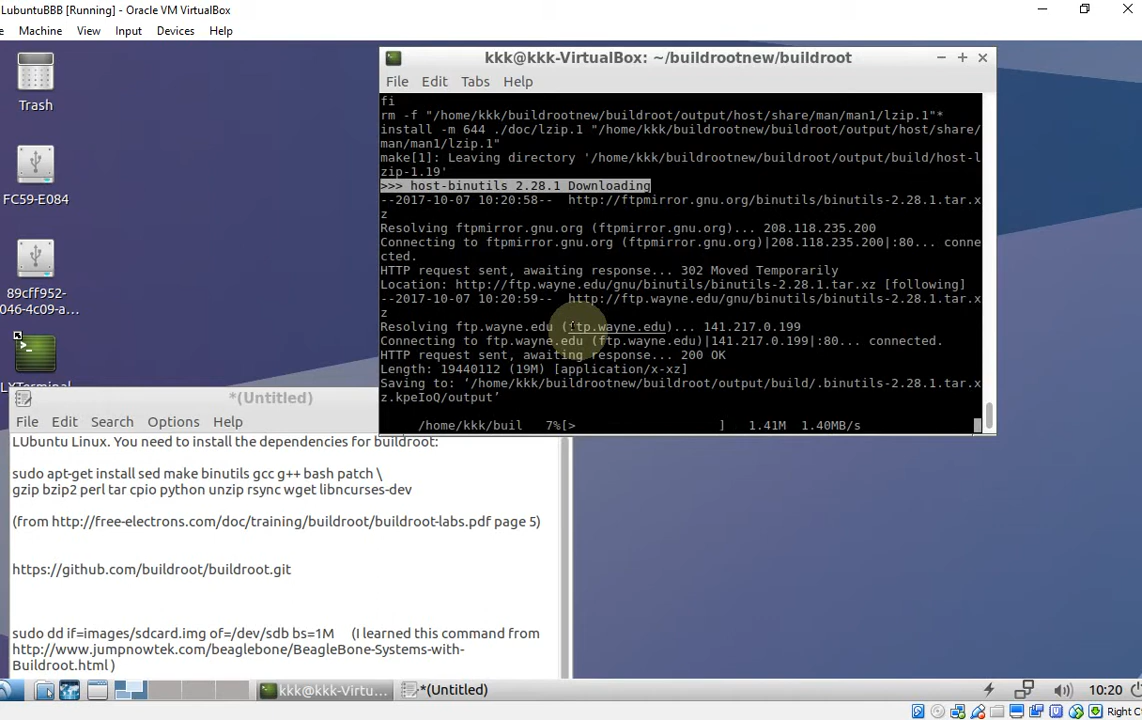 LubuntuBBB [Running] - Oracle VM VirtualBox
Machine View Input Devices Help
Trash
FC59-E084
89cff952-
046-4c09-a...
LXTerminal
kkk@kkk-VirtualBox: ~/buildrootnew/buildroot
File Edit Tabs Help
fi
rm -f "/home/kkk/buildrootnew/buildroot/output/host/share/man/man1/lzip.1"*
install -m 644 ./doc/lzip.1 "/home/kkk/buildrootnew/buildroot/output/host/share/
man/man1/lzip.1"
make[1]: Leaving directory '/home/kkk/buildrootnew/buildroot/output/build/host-l
zip-1.19'
>>> host-binutils 2.28.1 Downloading
--2017-10-07 10:20:58--  http://ftpmirror.gnu.org/binutils/binutils-2.28.1.tar.x
z
Resolving ftpmirror.gnu.org (ftpmirror.gnu.org)... 208.118.235.200
Connecting to ftpmirror.gnu.org (ftpmirror.gnu.org)|208.118.235.200|:80... conne
cted.
HTTP request sent, awaiting response... 302 Moved Temporarily
Location: http://ftp.wayne.edu/gnu/binutils/binutils-2.28.1.tar.xz [following]
--2017-10-07 10:20:59--  http://ftp.wayne.edu/gnu/binutils/binutils-2.28.1.tar.x
z
Resolving ftp.wayne.edu (ftp.wayne.edu)... 141.217.0.199
Connecting to ftp.wayne.edu (ftp.wayne.edu)|141.217.0.199|:80... connected.
HTTP request sent, awaiting response... 200 OK
Length: 19440112 (19M) [application/x-xz]
Saving to: ‘/home/kkk/buildrootnew/buildroot/output/build/.binutils-2.28.1.tar.x
z.kpeIoQ/output’
/home/kkk/buil   7%[>                    ]   1.41M  1.40MB/s
*(Untitled)
File Edit Search Options Help
LUbuntu Linux. You need to install the dependencies for buildroot:
sudo apt-get install sed make binutils gcc g++ bash patch \
gzip bzip2 perl tar cpio python unzip rsync wget libncurses-dev
(from http://free-electrons.com/doc/training/buildroot/buildroot-labs.pdf page 5)
https://github.com/buildroot/buildroot.git
sudo dd if=images/sdcard.img of=/dev/sdb bs=1M    (I learned this command from
http://www.jumpnowtek.com/beaglebone/BeagleBone-Systems-with-
Buildroot.html )
kkk@kkk-Virtu... *(Untitled) 10:20
Right C